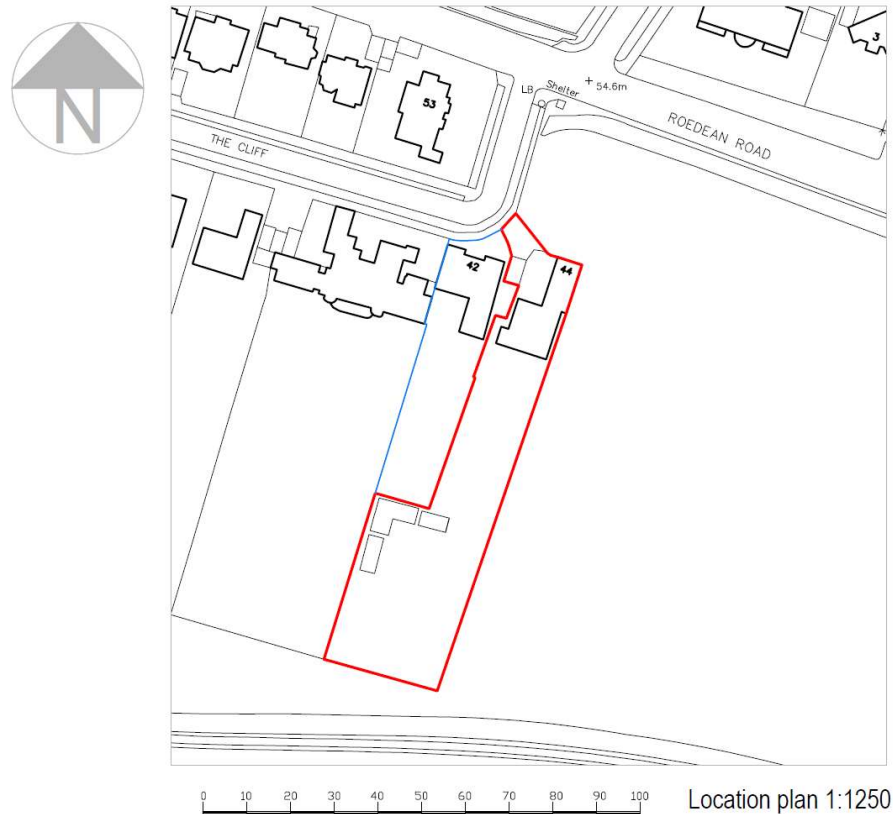 N
53
3
LB
Shelter
+ 54.6m
ROEDEAN ROAD
THE CLIFF
42
44
0 10 20 30 40 50 60 70 80 90 100
Location plan 1:1250